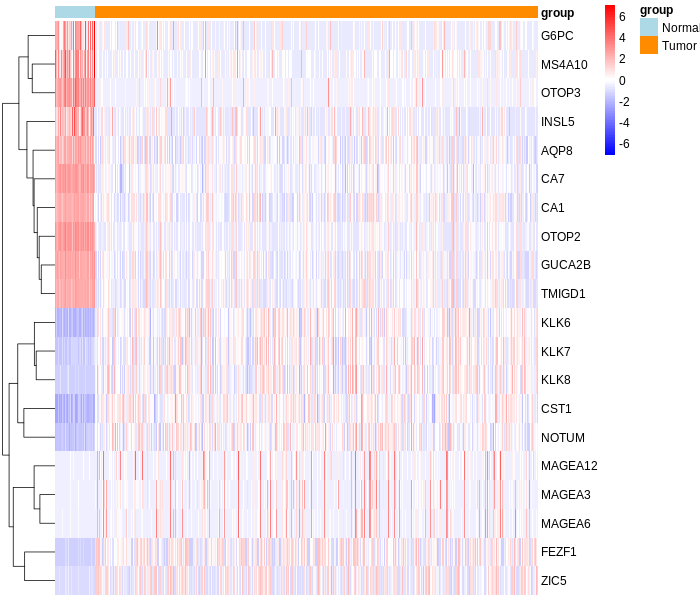 group
G6PC
MS4A10
OTOP3
INSL5
AQP8
CA7
CA1
OTOP2
GUCA2B
TMIGD1
KLK6
KLK7
KLK8
CST1
NOTUM
MAGEA12
MAGEA3
MAGEA6
FEZF1
ZIC5
6
4
2
0
-2
-4
-6
group
Normal
Tumor